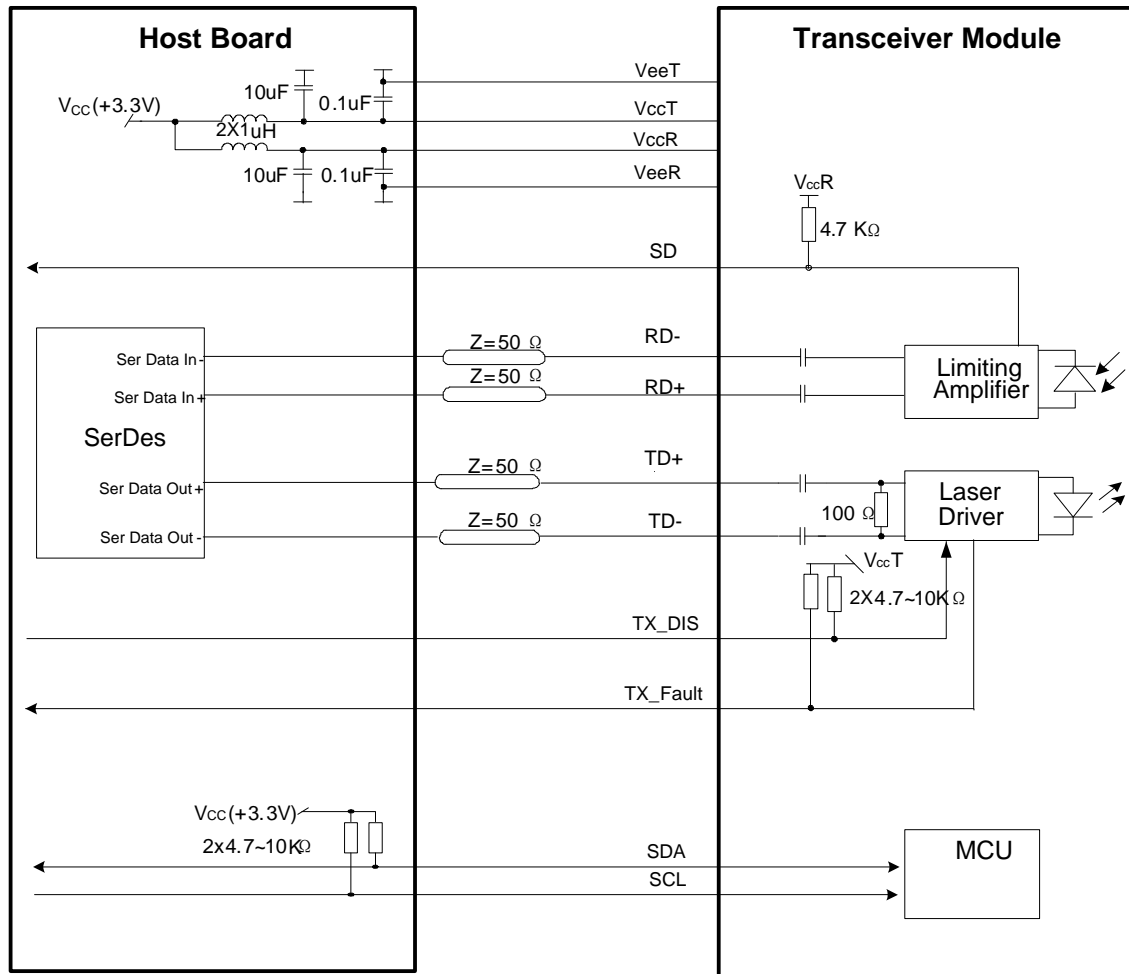 Host Board
Transceiver Module
VeeT
10uF
0.1uF
VCC(+3.3V)
VccT
2X1uH
VccR
10uF
0.1uF
VeeR
VccR
4.7 KΩ
SD
Z=50 Ω
RD-
Ser Data In-
Limiting
Amplifier
Z=50 Ω
RD+
Ser Data In+
SerDes
Z=50 Ω
TD+
Ser Data Out+
Laser
Driver
100 Ω
Z=50 Ω
TD-
Ser Data Out -
VccT
2X4.7~10KΩ
TX_DIS
TX_Fault
Vcc(+3.3V)
2x4.7~10KΩ
SDA
SCL
MCU